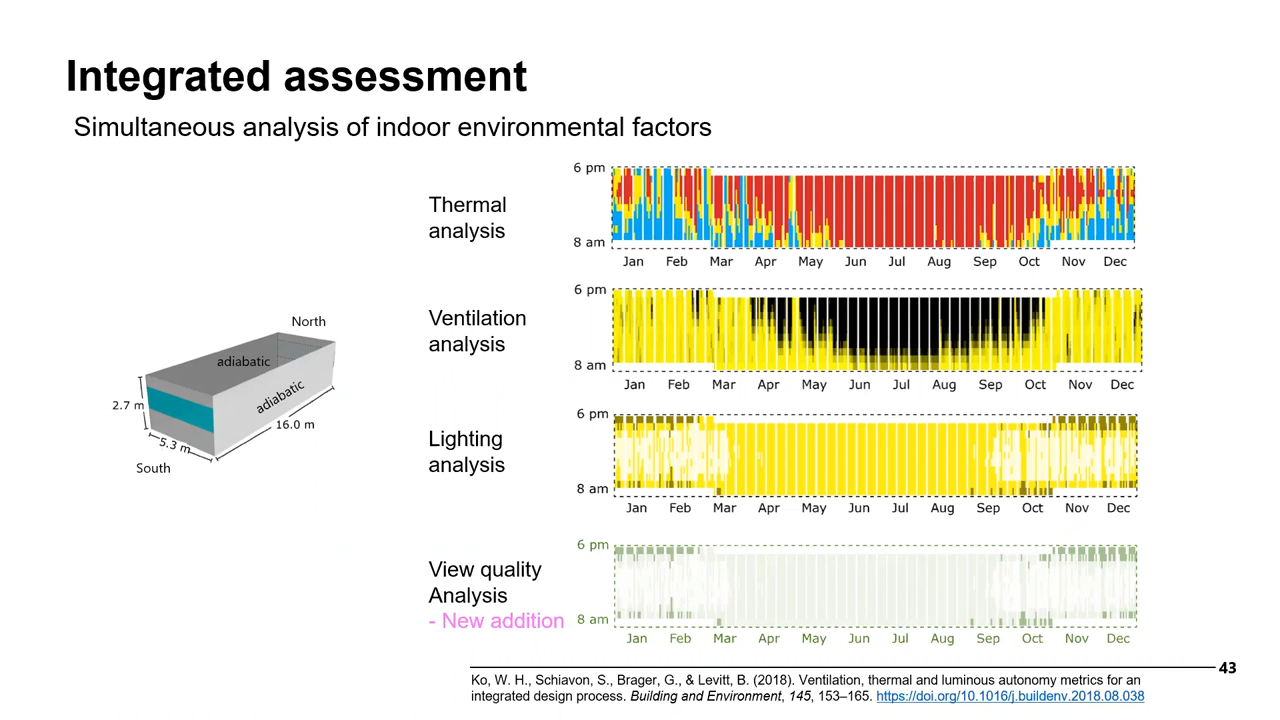 Integrated assessment
Simultaneous analysis of indoor environmental factors
North
adiabatic
adiabatic
2.7 m
5.3 m
16.0 m
South
Thermal
analysis
6 pm
8 am
Jan Feb Mar Apr May Jun Jul Aug Sep Oct Nov Dec
Ventilation
analysis
6 pm
8 am
Jan Feb Mar Apr May Jun Jul Aug Sep Oct Nov Dec
Lighting
analysis
6 pm
8 am
Jan Feb Mar Apr May Jun Jul Aug Sep Oct Nov Dec
View quality
Analysis
- New addition
6 pm
8 am
Jan Feb Mar Apr May Jun Jul Aug Sep Oct Nov Dec
43
Ko, W. H., Schiavon, S., Brager, G., & Levitt, B. (2018). Ventilation, thermal and luminous autonomy metrics for an
integrated design process. Building and Environment, 145, 153–165. https://doi.org/10.1016/j.buildenv.2018.08.038